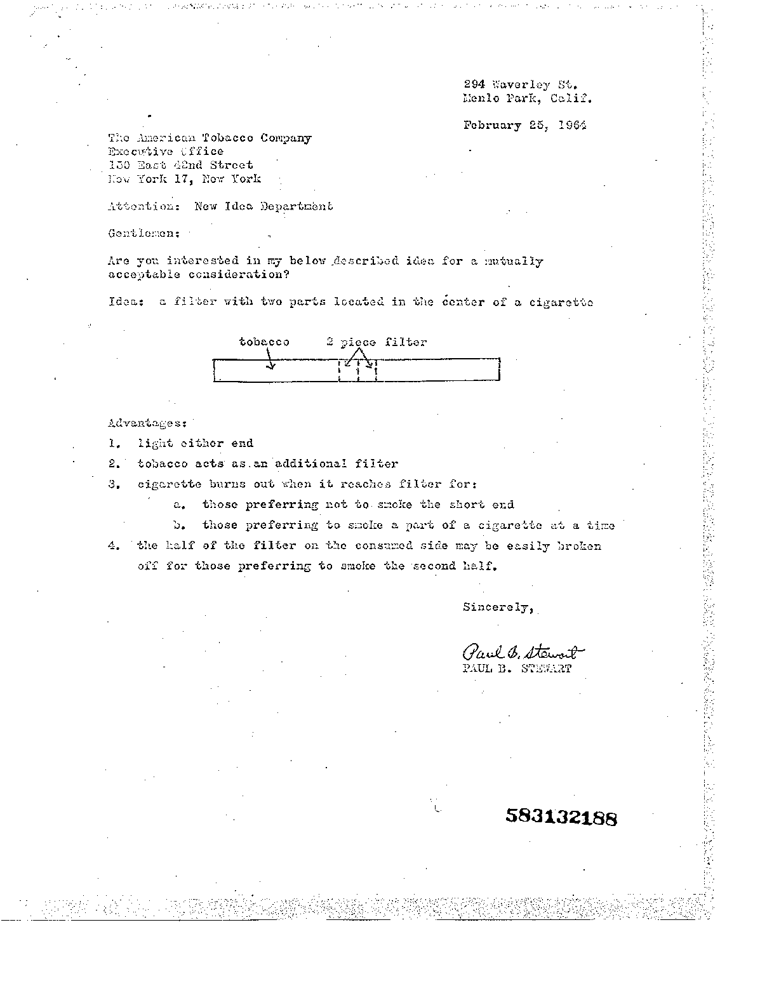 294 Waverley St.
Menlo Park, Calif.
February 25, 1964
The American Tobacco Company
Executive Office
150 East 42nd Street
New York 17, New York
Attention: New Idea Department
Gentlemen:
Are you interested in my below described idea for a mutually
acceptable consideration?
Idea: a filter with two parts located in the center of a cigarette
tobacco 2 piece filter
Advantages:
1. light either end
2. tobacco acts as an additional filter
3. cigarette burns out when it reaches filter for:
a. those preferring not to smoke the short end
b. those preferring to smoke a part of a cigarette at a time
4. the half of the filter on the consumed side may be easily broken
off for those preferring to smoke the second half.
Sincerely,
Paul B. Stewart
PAUL B. STEWART
583132188